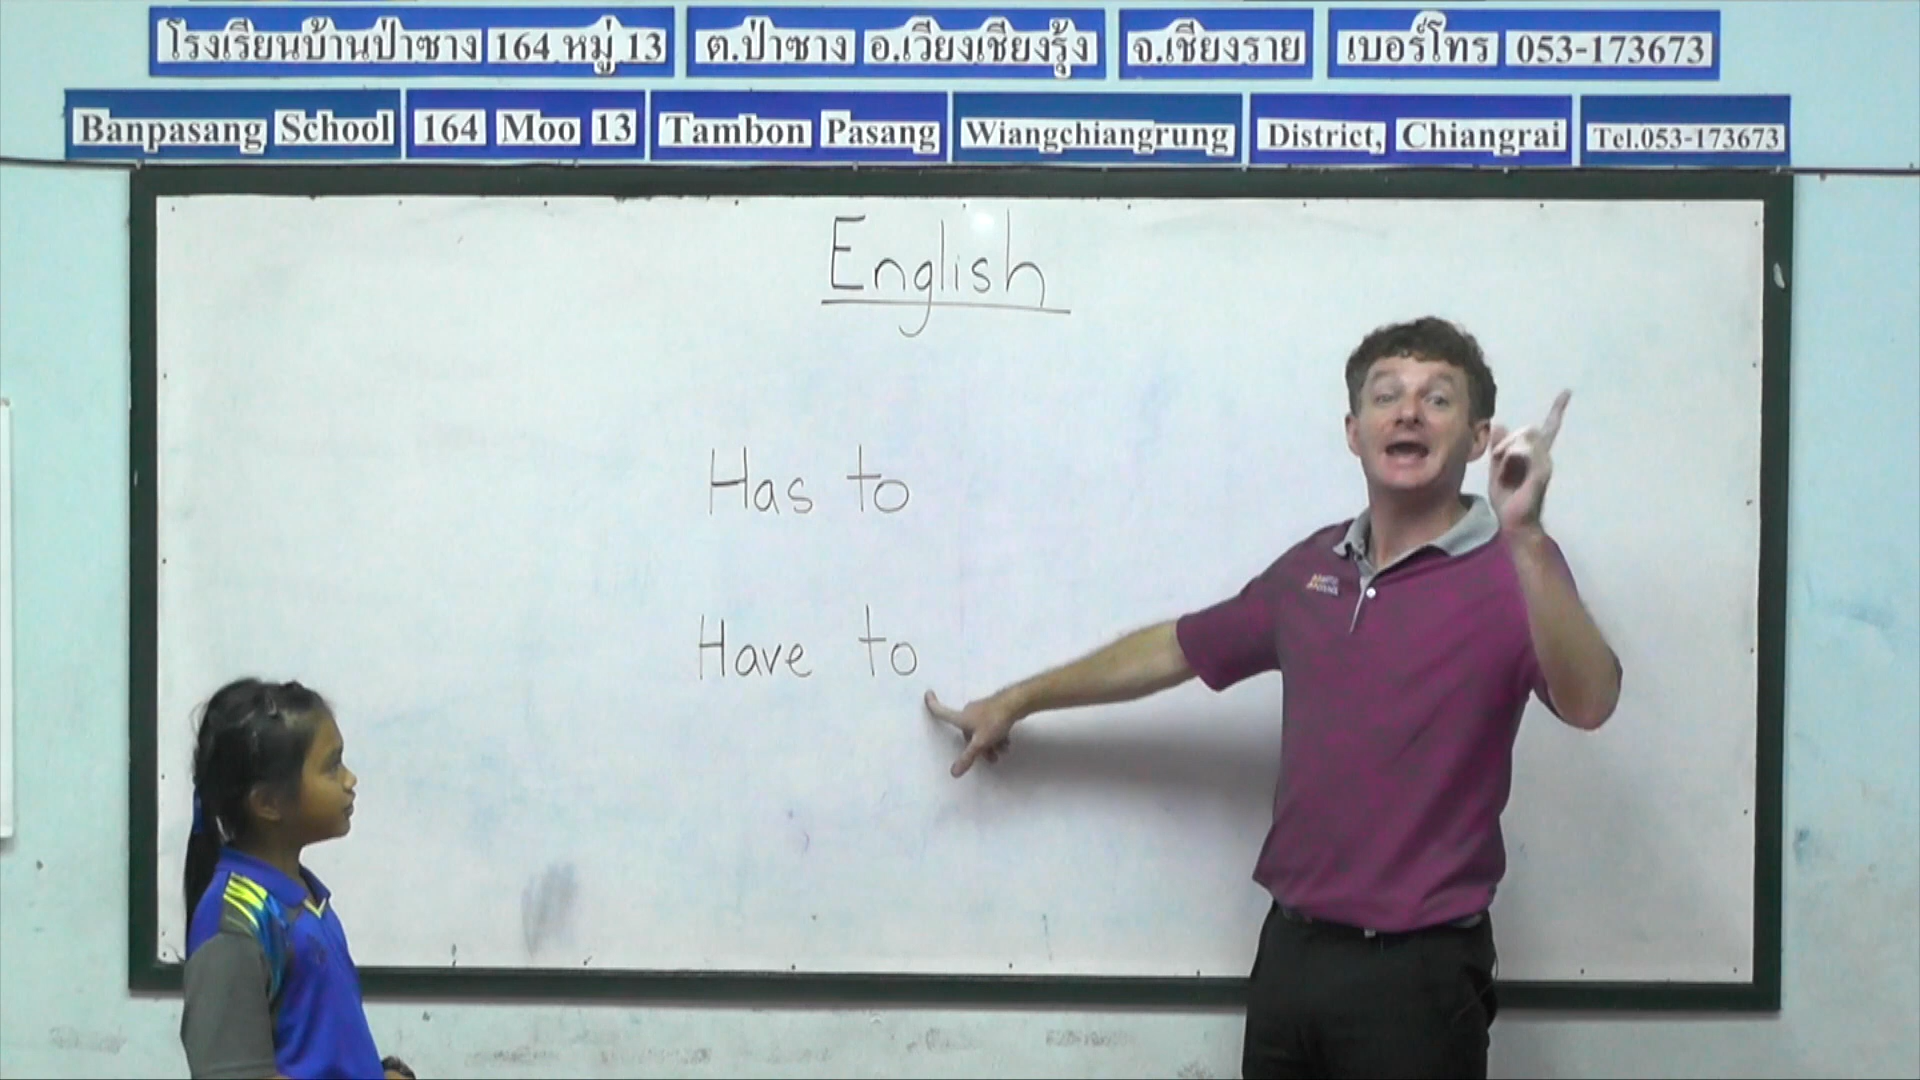 โรงเรียนบ้านป่าซาง 164 หมู่ 13 ต.ป่าซาง อ.เวียงเชียงรุ้ง จ.เชียงราย เบอร์โทร 053-173673
Banpasang School 164 Moo 13 Tambon Pasang Wiangchiangrung District, Chiangrai Tel.053-173673
English
Has to
Have to